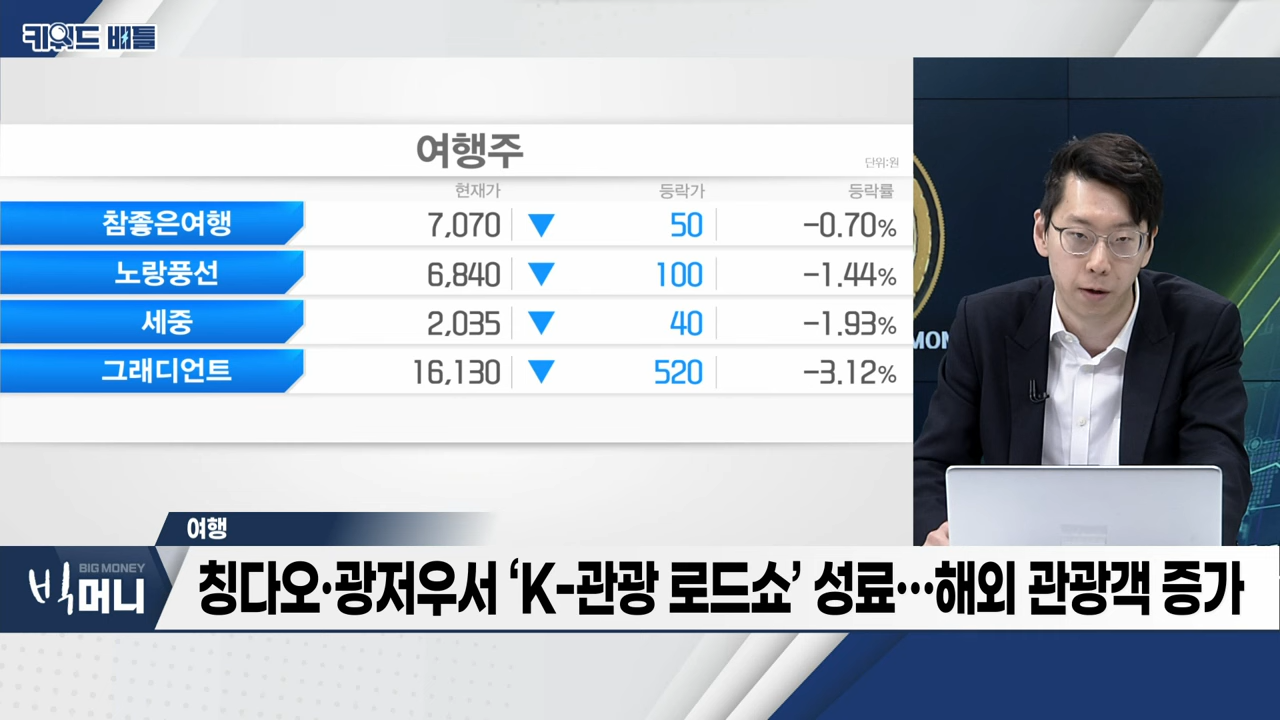 키워드 배틀
여행주
단위:원
현재가 등락가 등락률
참좋은여행 7,070 ▼ 50 -0.70%
노랑풍선 6,840 ▼ 100 -1.44%
세중 2,035 ▼ 40 -1.93%
그래디언트 16,130 ▼ 520 -3.12%
MON
여행
BIG MONEY
빅머니
칭다오·광저우서 ‘K-관광 로드쇼’ 성료…해외 관광객 증가